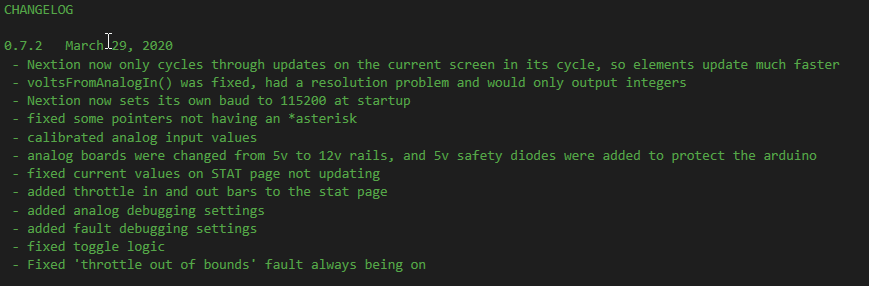 CHANGELOG
0.7.2   March 29, 2020
- Nextion now only cycles through updates on the current screen in its cycle, so elements update much faster
- voltsFromAnalogIn() was fixed, had a resolution problem and would only output integers
- Nextion now sets its own baud to 115200 at startup
- fixed some pointers not having an *asterisk
- calibrated analog input values
- analog boards were changed from 5v to 12v rails, and 5v safety diodes were added to protect the arduino
- fixed current values on STAT page not updating
- added throttle in and out bars to the stat page
- added analog debugging settings
- added fault debugging settings
- fixed toggle logic
- Fixed 'throttle out of bounds' fault always being on